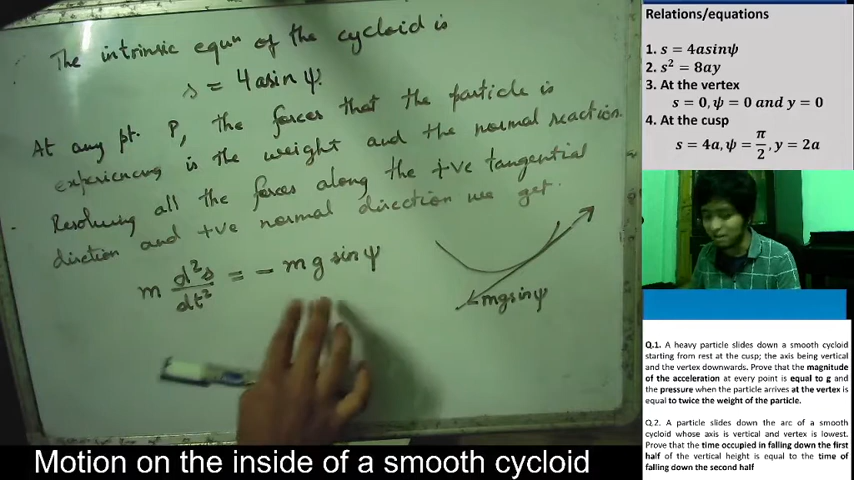 The intrinsic equn of the cycloid is
s = 4a sin ψ
At any pt. P, the forces that the particle is
experiencing is the weight and the normal reaction.
Resolving all the forces along the +ve tangential
dirction and +ve normal direction we get.
m d²s/dt² = - mg sin ψ
mg sin ψ
Relations/equations
1. s = 4asinψ
2. s² = 8ay
3. At the vertex
s = 0, ψ = 0 and y = 0
4. At the cusp
s = 4a, ψ = π/2, y = 2a
Q.1. A heavy particle slides down a smooth cycloid
starting from rest at the cusp; the axis being vertical
and the vertex downwards. Prove that the magnitude
of the acceleration at every point is equal to g and
the pressure when the particle arrives at the vertex is
equal to twice the weight of the particle.
Q.2. A particle slides down the arc of a smooth
cycloid whose axis is vertical and vertex is lowest.
Prove that the time occupied in falling down the first
half of the vertical height is equal to the time of
falling down the second half
Motion on the inside of a smooth cycloid